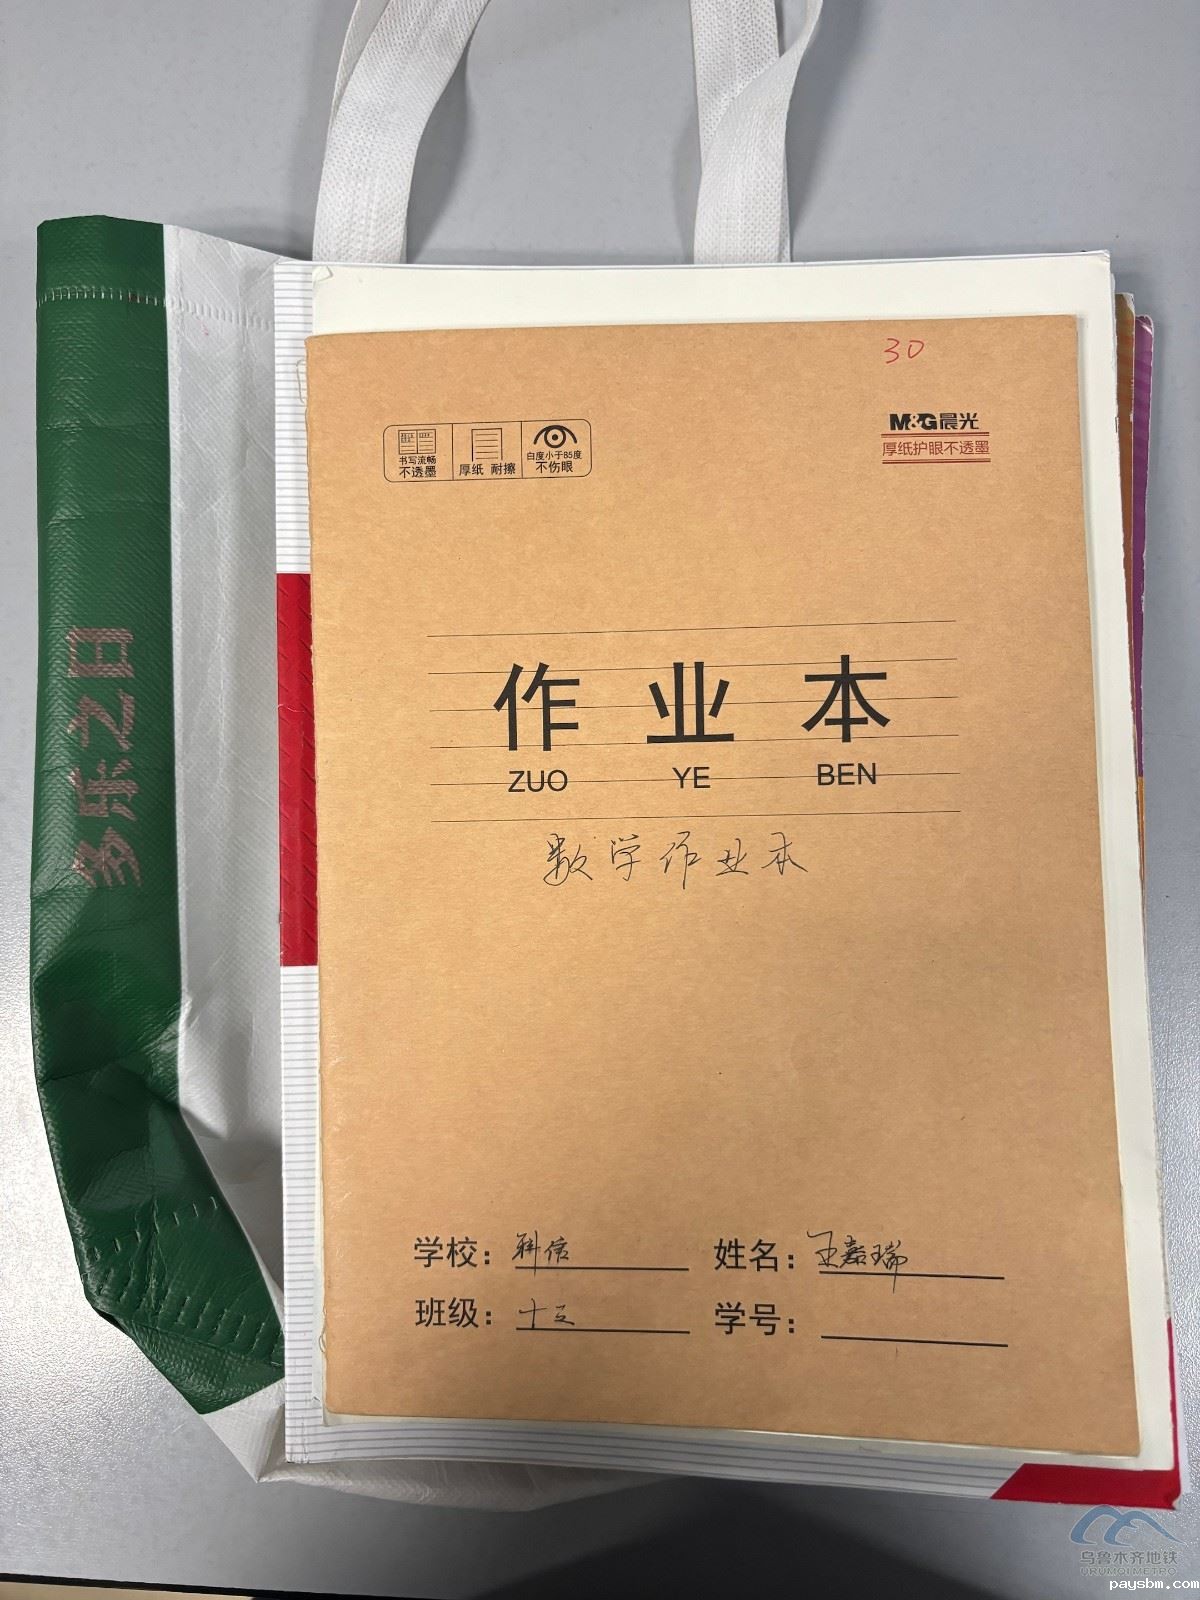 多乐之日
30
M&G晨光
厚纸护眼不透墨
书写流畅
不透墨
厚纸 耐擦
白度小于85度
不伤眼
作业本
ZUO YE BEN
数学作业本
学校：科信 姓名：王嘉瑞
班级：十三 学号：
乌鲁木齐地铁
URUMQI METRO
paysbm.com